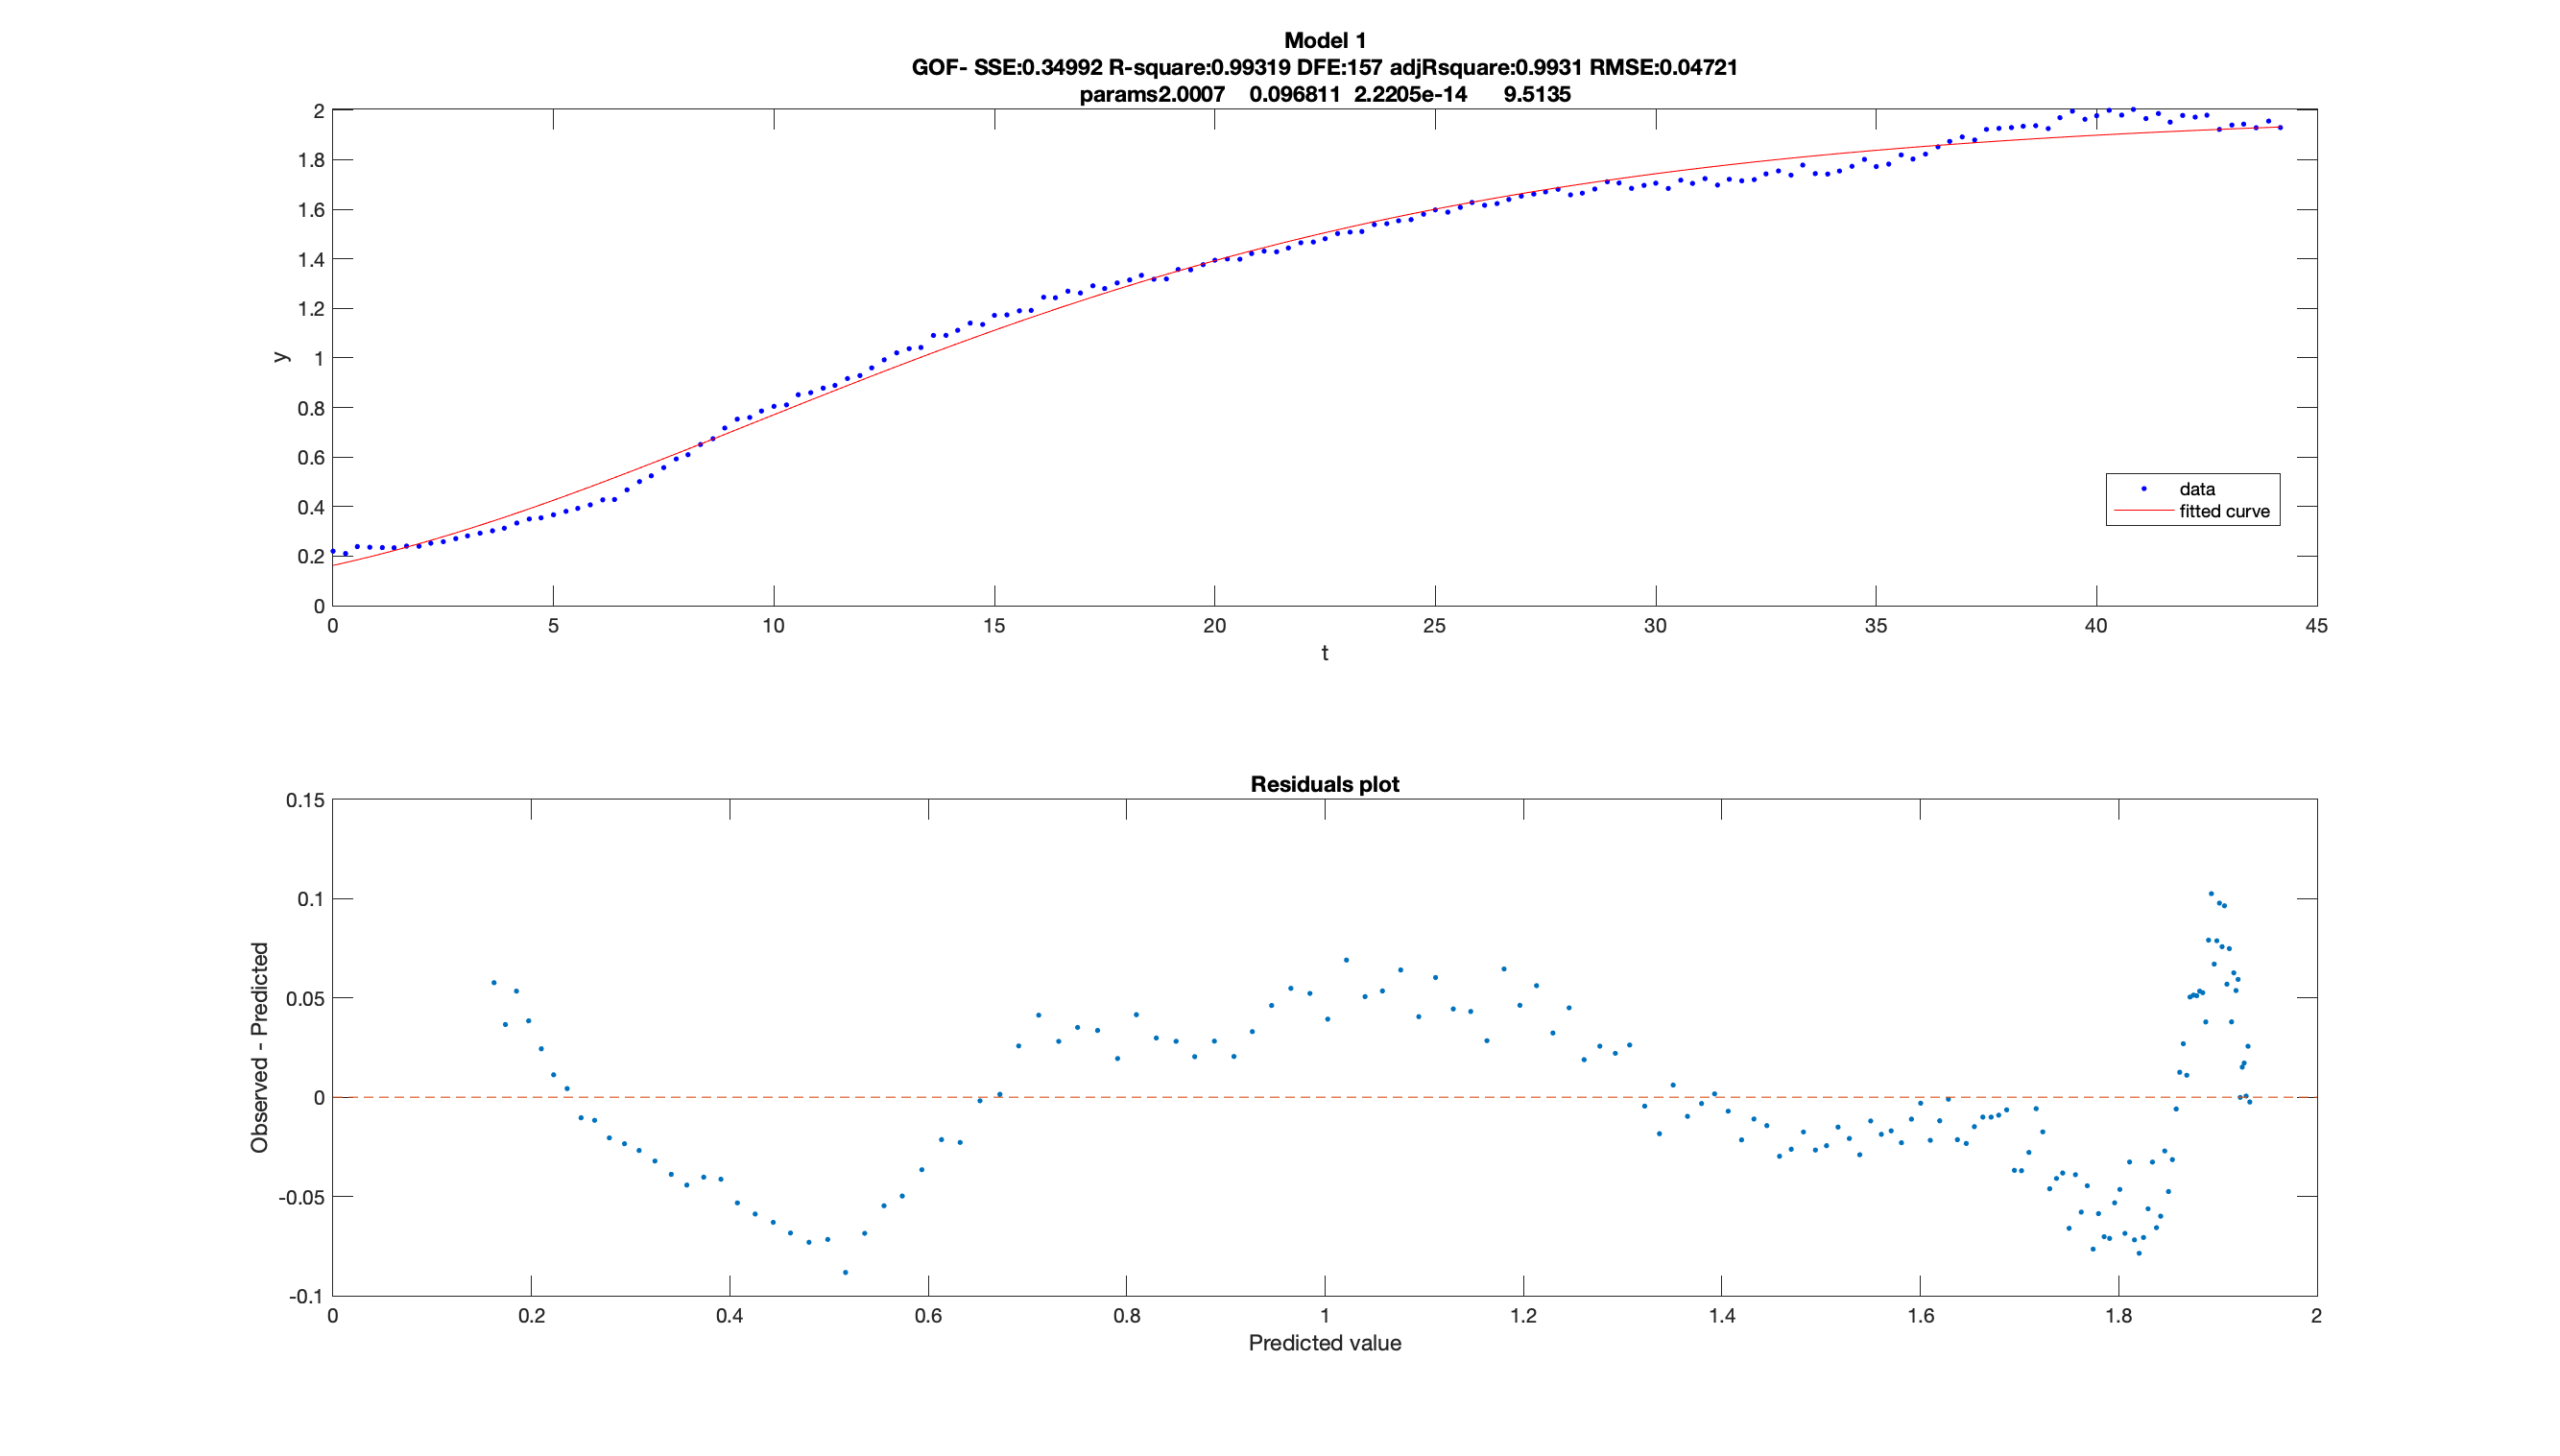 Model 1
GOF- SSE:0.34992 R-square:0.99319 DFE:157 adjRsquare:0.9931 RMSE:0.04721
params2.0007 0.096811 2.2205e-14 9.5135
2
1.8
1.6
1.4
1.2
1
0.8
0.6
0.4
0.2
0
y
data
fitted curve
0 5 10 15 20 25 30 35 40 45
t
Residuals plot
0.15
0.1
0.05
0
-0.05
-0.1
Observed - Predicted
0 0.2 0.4 0.6 0.8 1 1.2 1.4 1.6 1.8 2
Predicted value